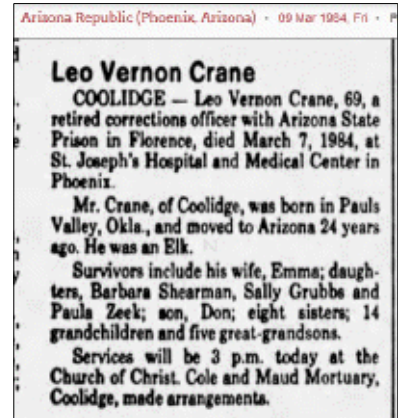 Arizona Republic (Phoenix, Arizona) · 09 Mar 1984, Fri ·
Leo Vernon Crane
COOLIDGE — Leo Vernon Crane, 69, a
retired corrections officer with Arizona State
Prison in Florence, died March 7, 1984, at
St. Joseph's Hospital and Medical Center in
Phoenix.
Mr. Crane, of Coolidge, was born in Pauls
Valley, Okla., and moved to Arizona 24 years
ago. He was an Elk.
Survivors include his wife, Emma; daugh-
ters, Barbara Shearman, Sally Grubbs and
Paula Zeek; son, Don; eight sisters; 14
grandchildren and five great-grandsons.
Services will be 3 p.m. today at the
Church of Christ. Cole and Maud Mortuary,
Coolidge, made arrangements.